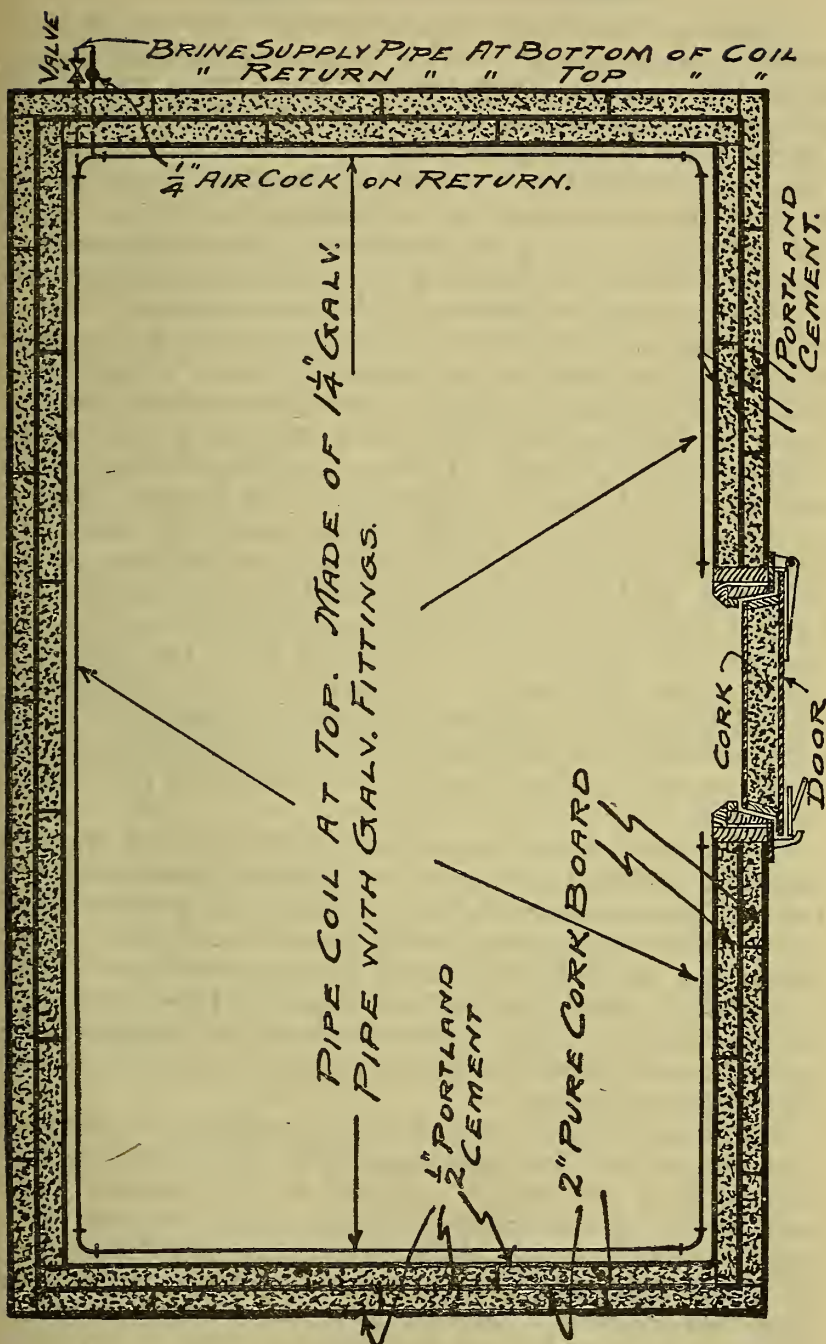 VALVE
BRINE SUPPLY PIPE AT BOTTOM OF COIL
" RETURN " " TOP " "
1/4" AIR COCK ON RETURN.
PORTLAND
CEMENT.
PIPE COIL AT TOP. MADE OF 1 1/4" GALV.
PIPE WITH GALV. FITTINGS.
CORK
DOOR
1/2" PORTLAND
CEMENT
2" PURE CORK BOARD